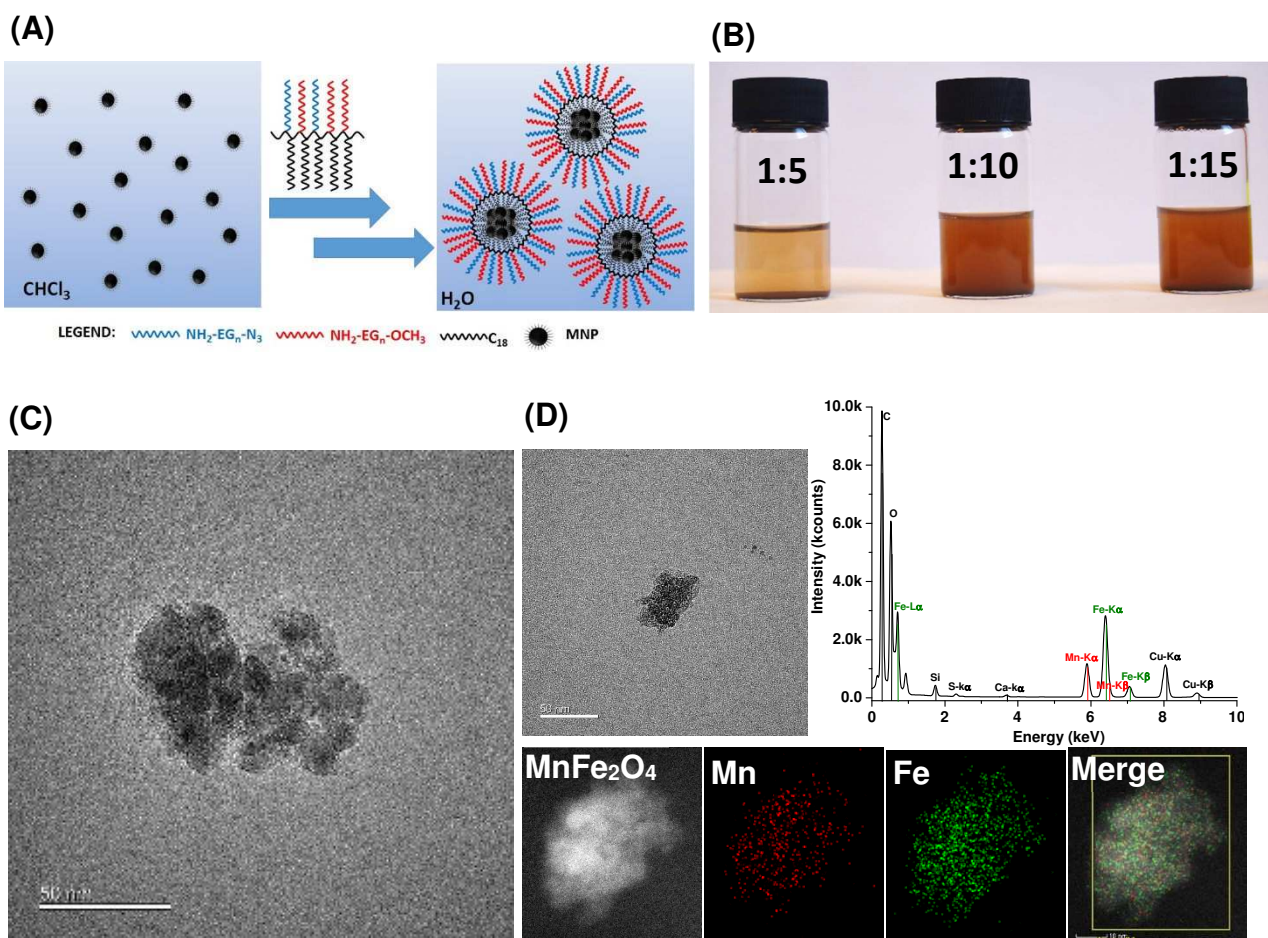 (A)
CHCl₃
H₂O
LEGEND: NH₂-EGₙ-N₃ NH₂-EGₙ-OCH₃ C₁₈ MNP
(B)
1:5
1:10
1:15
(C)
50 nm
(D)
50 nm
10.0k
8.0k
6.0k
4.0k
2.0k
0.0
Intensity (kcounts)
C
O
Fe-Lα
Si
S-kα
Ca-kα
Mn-Kα
Fe-Kα
Mn-Kβ
Fe-Kβ
Cu-Kα
Cu-Kβ
0 2 4 6 8 10
Energy (keV)
MnFe₂O₄
Mn
Fe
Merge
10 nm